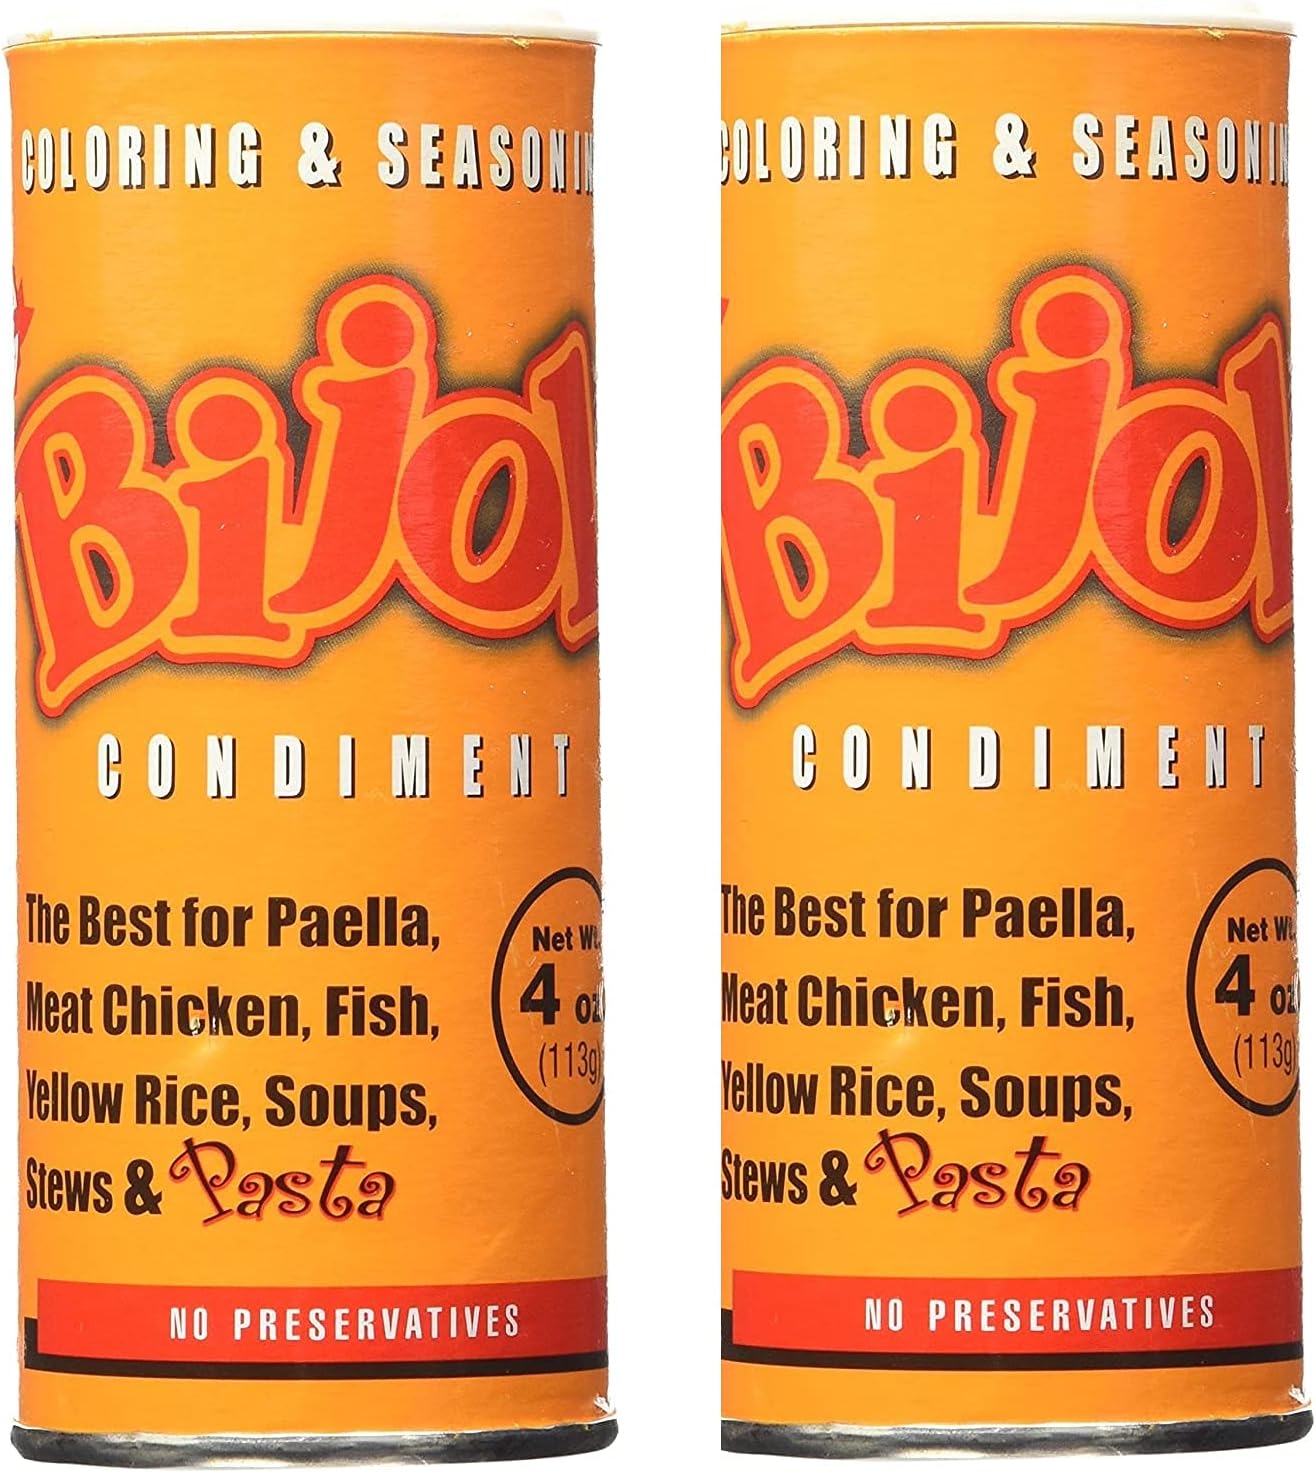 COLORING & SEASONIN
Bijol
CONDIMENT
The Best for Paella,
Meat Chicken, Fish,
Yellow Rice, Soups,
Stews & Pasta
Net Wt.
4 oz
(113g)
NO PRESERVATIVES
COLORING & SEASONIN
Bijol
CONDIMENT
The Best for Paella,
Meat Chicken, Fish,
Yellow Rice, Soups,
Stews & Pasta
Net Wt.
4 oz
(113g)
NO PRESERVATIVES